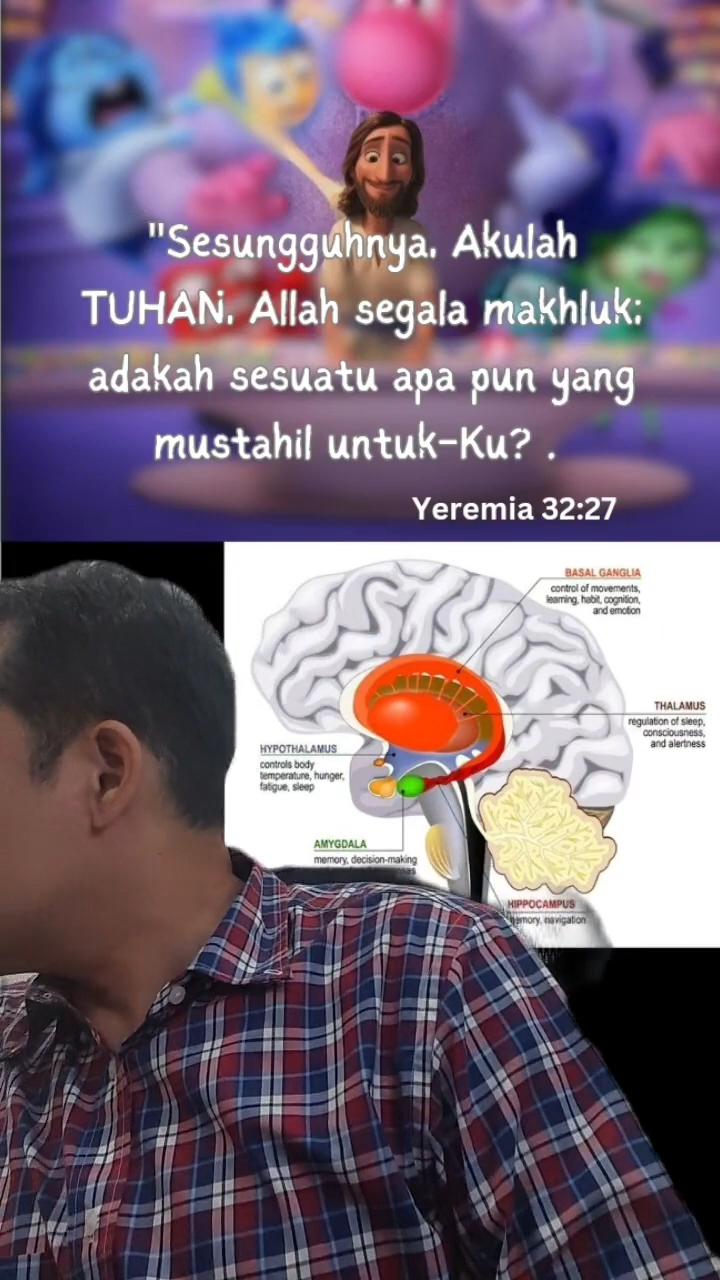 "Sesungguhnya. Akulah
TUHAN. Allah segala makhluk;
adakah sesuatu apa pun yang
mustahil untuk-Ku? .
Yeremia 32:27
BASAL GANGLIA
control of movements,
learning, habit, cognition,
and emotion
THALAMUS
regulation of sleep,
consciousness,
and alertness
HYPOTHALAMUS
controls body
temperature, hunger,
fatigue, sleep
AMYGDALA
memory, decision-making
HIPPOCAMPUS
memory, navigation